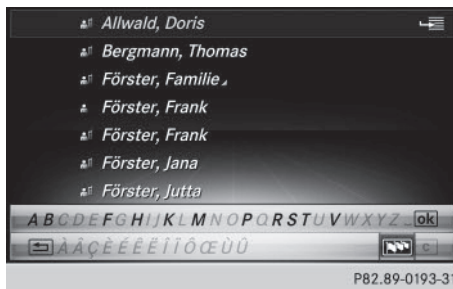 Allwald, Doris
Bergmann, Thomas
Förster, Familie
Förster, Frank
Förster, Frank
Förster, Jana
Förster, Jutta
A B C D E F G H I J K L M N O P Q R S T U V W X Y Z _ ok
À Â Ç È É Ê Ë Î Ï Ô Œ Ù Û c
P82.89-0193-31